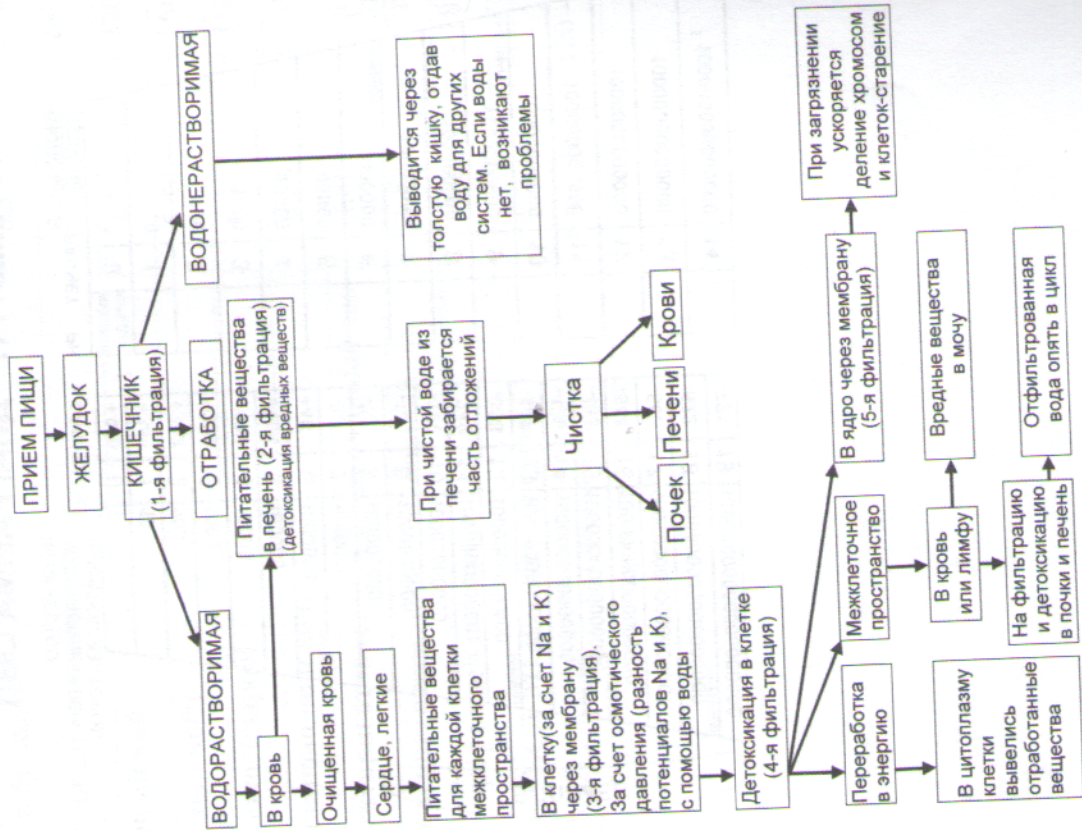 ПРИЕМ ПИЩИ
ЖЕЛУДОК
КИШЕЧНИК
(1-я фильтрация)
ВОДОРАСТВОРИМАЯ
ОТРАБОТКА
ВОДОНЕРАСТВОРИМАЯ
В кровь
Питательные вещества
в печень (2-я фильтрация)
(детоксикация вредных веществ)
Очищенная кровь
Сердце, легкие
Питательные вещества
для каждой клетки
межклеточного
пространства
При чистой воде из
печени забирается
часть отложений
Выводится через
толстую кишку, отдав
воду для других
систем. Если воды
нет, возникают
проблемы
В клетку(за счет Na и K)
через мембрану
(3-я фильтрация).
За счет осмотического
давления (разность
потенциалов Na и K),
с помощью воды
Чистка
Почек
Печени
Крови
Детоксикация в клетке
(4-я фильтрация)
Переработка
в энергию
Межклеточное
пространство
В ядро через мембрану
(5-я фильтрация)
При загрязнении
ускоряется
деление хромосом
и клеток-старение
В цитоплазму
клетки
вывелись
отработанные
вещества
В кровь
или лимфу
Вредные вещества
в мочу
На фильтрацию
и детоксикацию
в почки и печень
Отфильтрованная
вода опять в цикл